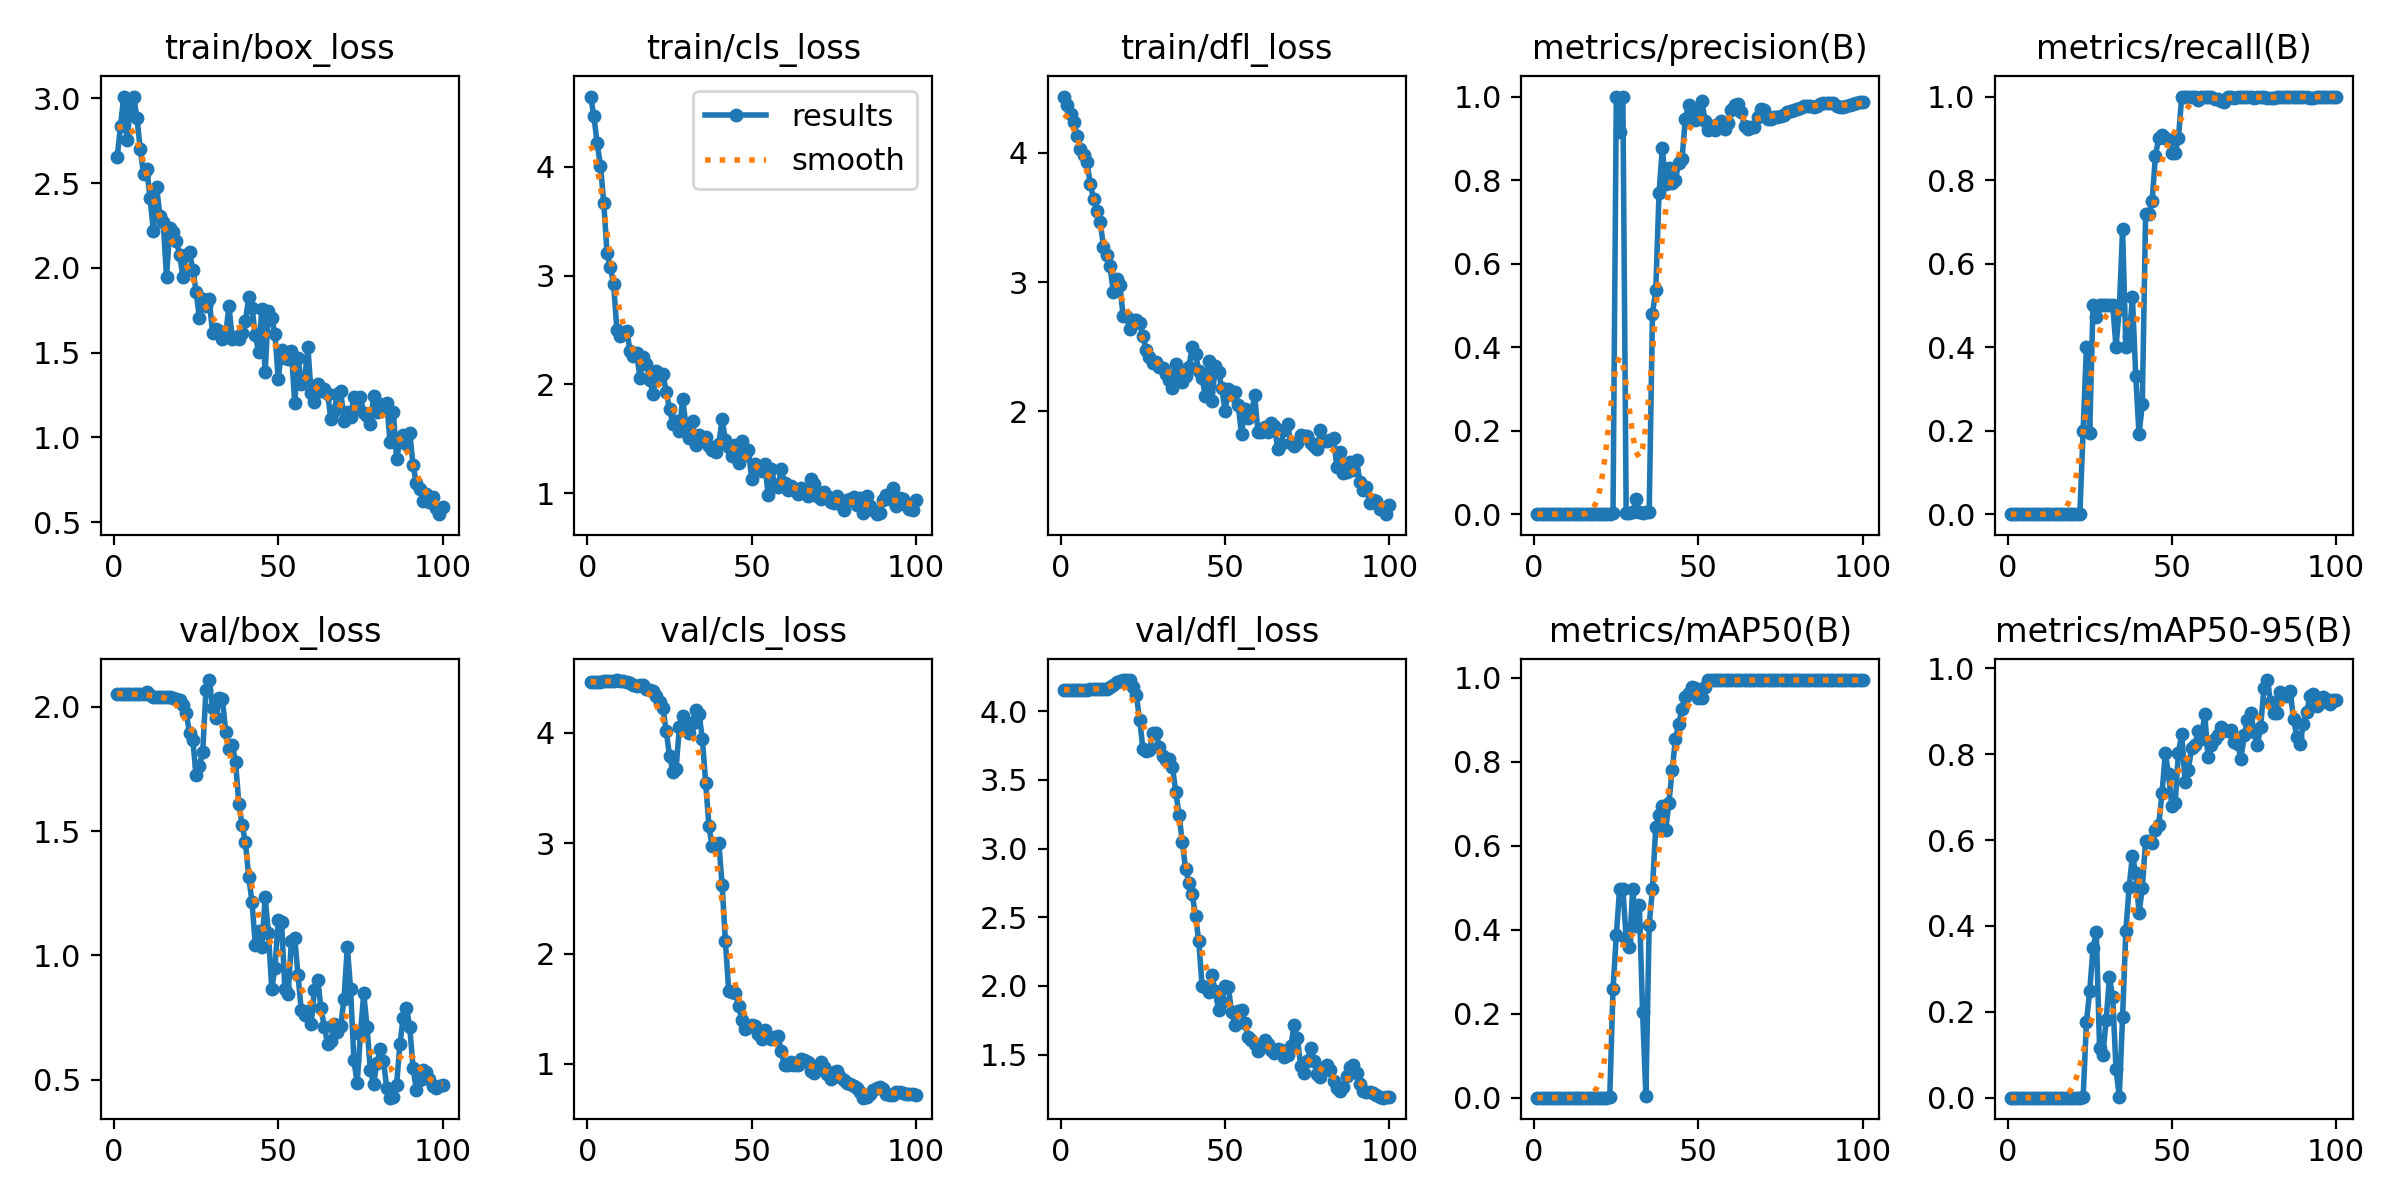 train/box_loss
3.0
2.5
2.0
1.5
1.0
0.5
0 50 100
train/cls_loss
results
smooth
4
3
2
1
0 50 100
train/dfl_loss
4
3
2
0 50 100
metrics/precision(B)
1.0
0.8
0.6
0.4
0.2
0.0
0 50 100
metrics/recall(B)
1.0
0.8
0.6
0.4
0.2
0.0
0 50 100
val/box_loss
2.0
1.5
1.0
0.5
0 50 100
val/cls_loss
4
3
2
1
0 50 100
val/dfl_loss
4.0
3.5
3.0
2.5
2.0
1.5
0 50 100
metrics/mAP50(B)
1.0
0.8
0.6
0.4
0.2
0.0
0 50 100
metrics/mAP50-95(B)
1.0
0.8
0.6
0.4
0.2
0.0
0 50 100